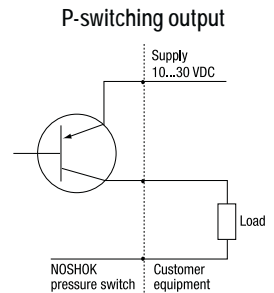 P-switching output
Supply
10...30 VDC
Load
NOSHOK
pressure switch
Customer
equipment